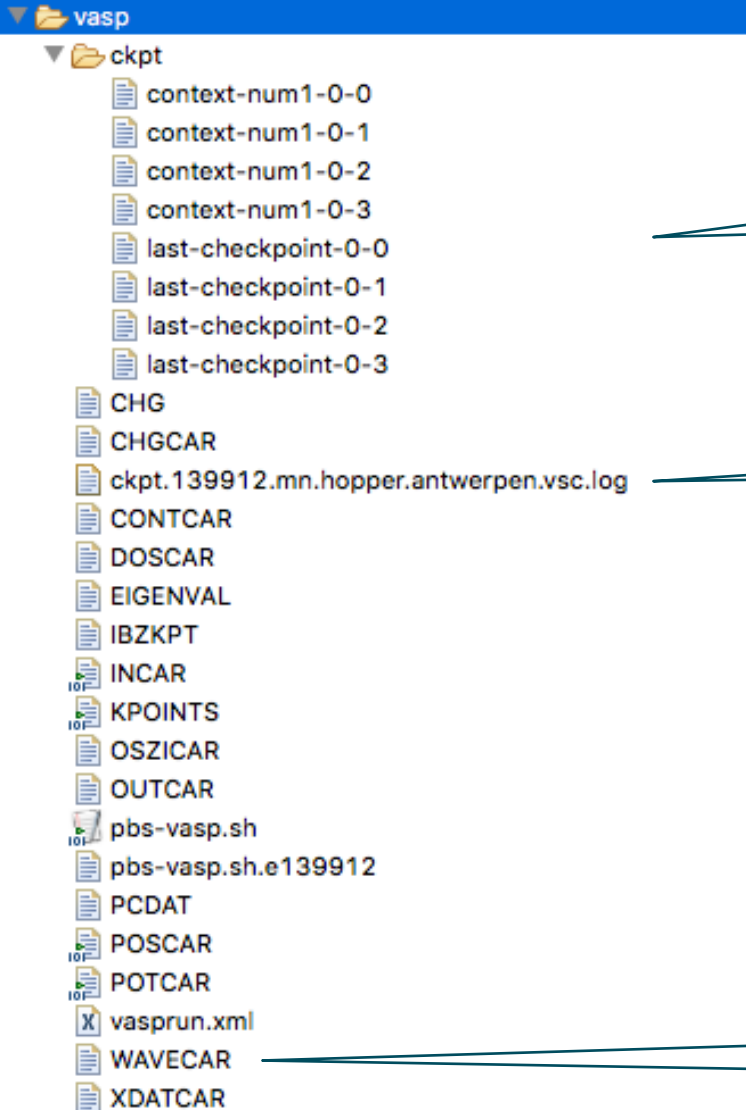 vasp
ckpt
context-num1-0-0
context-num1-0-1
context-num1-0-2
context-num1-0-3
last-checkpoint-0-0
last-checkpoint-0-1
last-checkpoint-0-2
last-checkpoint-0-3
CHG
CHGCAR
ckpt.139912.mn.hopper.antwerpen.vsc.log
CONTCAR
DOSCAR
EIGENVAL
IBZKPT
INCAR
KPOINTS
OSZICAR
OUTCAR
pbs-vasp.sh
pbs-vasp.sh.e139912
PCDAT
POSCAR
POTCAR
vasprun.xml
WAVECAR
XDATCAR